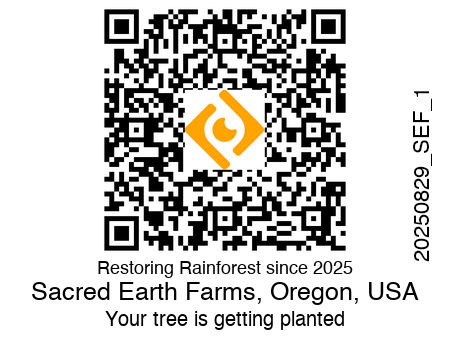 Restoring Rainforest since 2025
Sacred Earth Farms, Oregon, USA
Your tree is getting planted
20250829_SEF_1